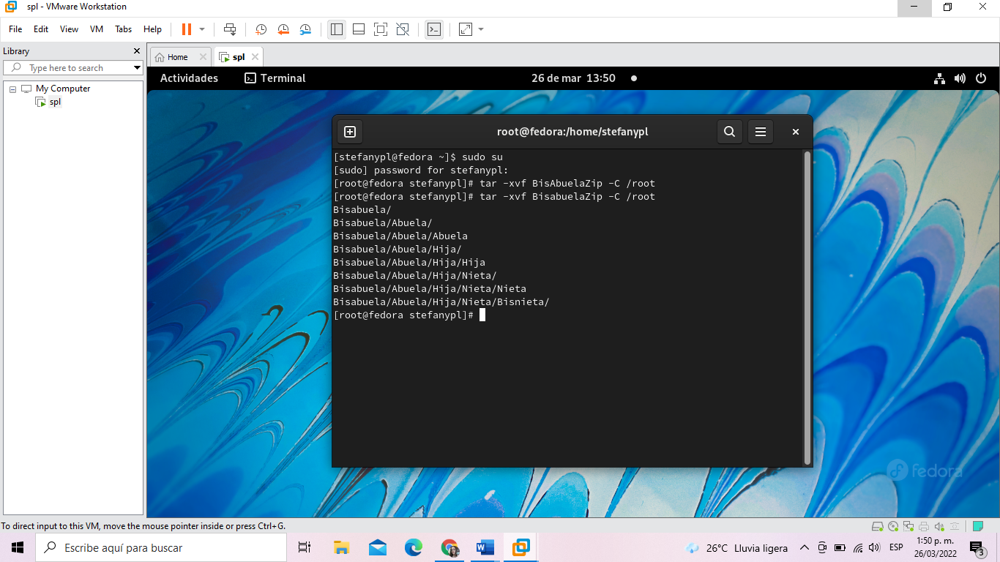 spl - VMware Workstation
File Edit View VM Tabs Help
Library
Type here to search
My Computer
spl
Home
spl
Actividades
Terminal
26 de mar 13:50
root@fedora:/home/stefanypl
[stefanypl@fedora ~]$ sudo su
[sudo] password for stefanypl:
[root@fedora stefanypl]# tar -xvf BisAbuelaZip -C /root
[root@fedora stefanypl]# tar -xvf BisabuelaZip -C /root
Bisabuela/
Bisabuela/Abuela/
Bisabuela/Abuela/Abuela
Bisabuela/Abuela/Hija/
Bisabuela/Abuela/Hija/Hija
Bisabuela/Abuela/Hija/Nieta/
Bisabuela/Abuela/Hija/Nieta/Nieta
Bisabuela/Abuela/Hija/Nieta/Bisnieta/
[root@fedora stefanypl]#
fedora
To direct input to this VM, move the mouse pointer inside or press Ctrl+G.
Escribe aquí para buscar
26°C Lluvia ligera
ESP
1:50 p. m.
26/03/2022
3